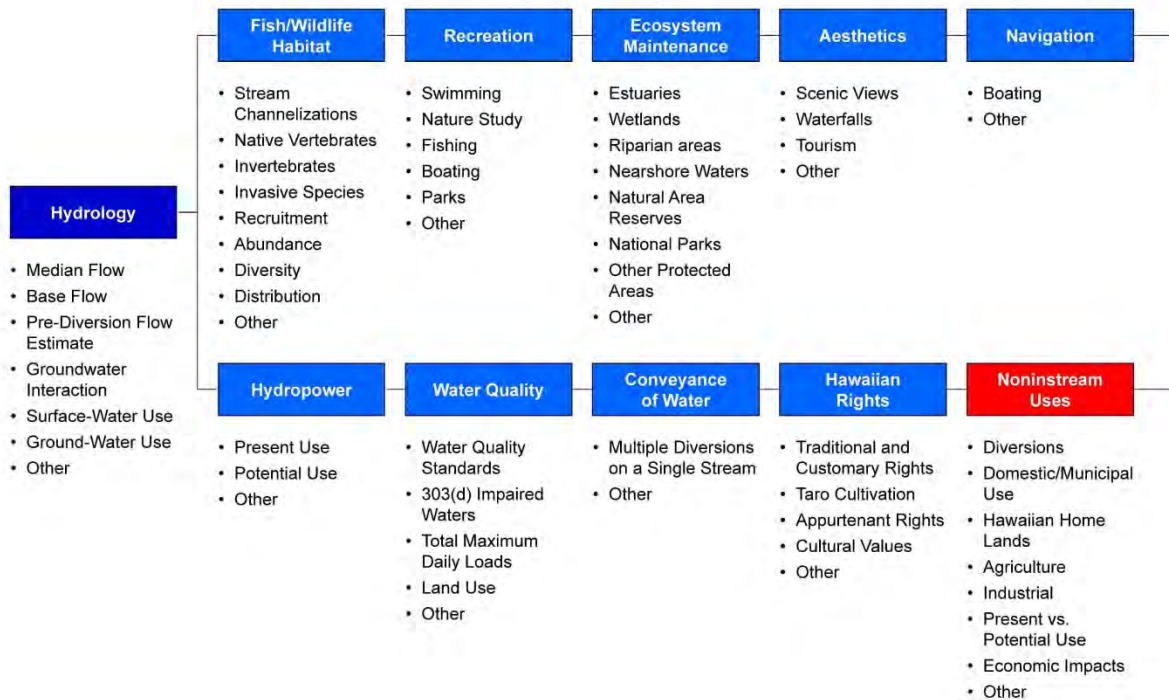 Hydrology
• Median Flow
• Base Flow
• Pre-Diversion Flow
Estimate
• Groundwater
Interaction
• Surface-Water Use
• Ground-Water Use
• Other
Fish/Wildlife
Habitat
• Stream
Channelizations
• Native Vertebrates
• Invertebrates
• Invasive Species
• Recruitment
• Abundance
• Diversity
• Distribution
• Other
Recreation
• Swimming
• Nature Study
• Fishing
• Boating
• Parks
• Other
Ecosystem
Maintenance
• Estuaries
• Wetlands
• Riparian areas
• Nearshore Waters
• Natural Area
Reserves
• National Parks
• Other Protected
Areas
• Other
Aesthetics
• Scenic Views
• Waterfalls
• Tourism
• Other
Navigation
• Boating
• Other
Hydropower
• Present Use
• Potential Use
• Other
Water Quality
• Water Quality
Standards
• 303(d) Impaired
Waters
• Total Maximum
Daily Loads
• Land Use
• Other
Conveyance
of Water
• Multiple Diversions
on a Single Stream
• Other
Hawaiian
Rights
• Traditional and
Customary Rights
• Taro Cultivation
• Appurtenant Rights
• Cultural Values
• Other
Noninstream
Uses
• Diversions
• Domestic/Municipal
Use
• Hawaiian Home
Lands
• Agriculture
• Industrial
• Present vs.
Potential Use
• Economic Impacts
• Other